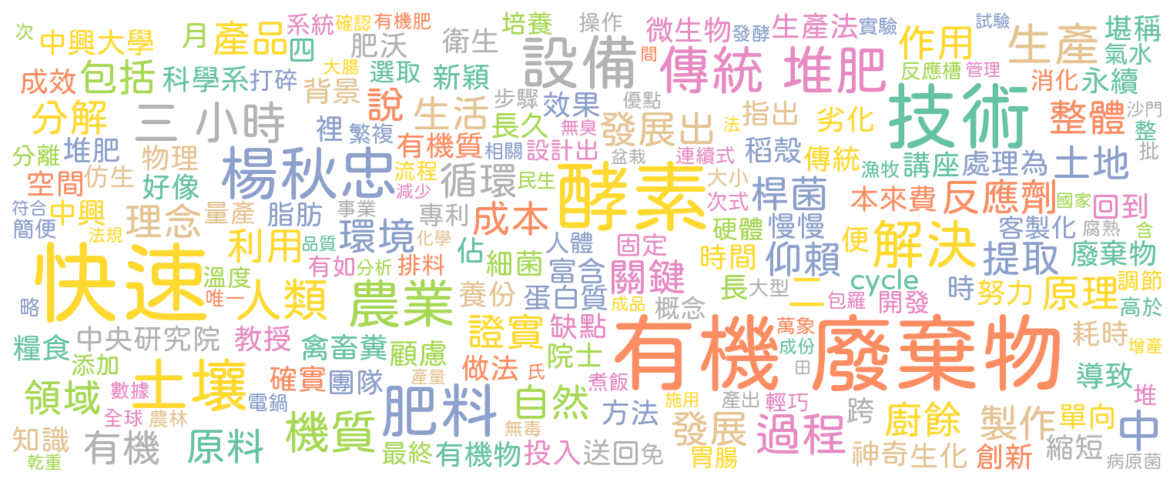 次 中興大學 月 產品 系統 確認 有機肥 培養 操作 微生物 發酵 生產法 實驗 作用 生產 試驗 堪稱
成效 包括 科學系 打碎 四 肥沃 大腸 選取 衛生 新穎 設備 間 傳統 堆肥 反應槽 管理 消化 氣水 永續
分解 三 小時 背景 說 生活 步驟 效果 優點 發展出 指出 劣化 技術 整體 沙門
分離 堆肥 物理 裡 繁複 有機質 長久 無臭 設計出 法 稻殼 整 批
空間 仿生 好像 楊秋忠 流程 減少 相關 循環 民生 酵素 盆栽 連續式 大小 傳統 桿菌 漁牧 講座 處理為 土地
符合 簡便 中興 法規 理念 量產 脂肪 事業 專利 成本 次式 本來費 反應劑 國家 回到
快速 唯一 溫度 利用 品質 環境 化學 佔 人體 固定 硬體 慢慢 便 解決 客製化 腐熟 含
人類 有如 分析 排料 細菌 富含 關鍵 時間 仰賴 提取 廢棄物
農業 養份 蛋白質 成品 概念 長 大型 二 cycle 包羅 開發 時 努力 原理 調節 高於
糧食 中央研究院 教授 禽畜糞 顧慮 證實 缺點 院士 有機 廢棄物 萬象 成份 耗時 增產
添加 土壤 確實 團隊 產量 做法 氏 煮飯 田 導致
領域 數據 電鍋 肥料 自然 施用 產出 輕巧 廚餘 製作 單向 堆
全球 農林 機質 方法 發展 過程 跨 中
知識 乾重 有機 原料 最終 有機物 無毒 投入 送回 免 胃腸 神奇 生化 創新 縮短 病原菌
略